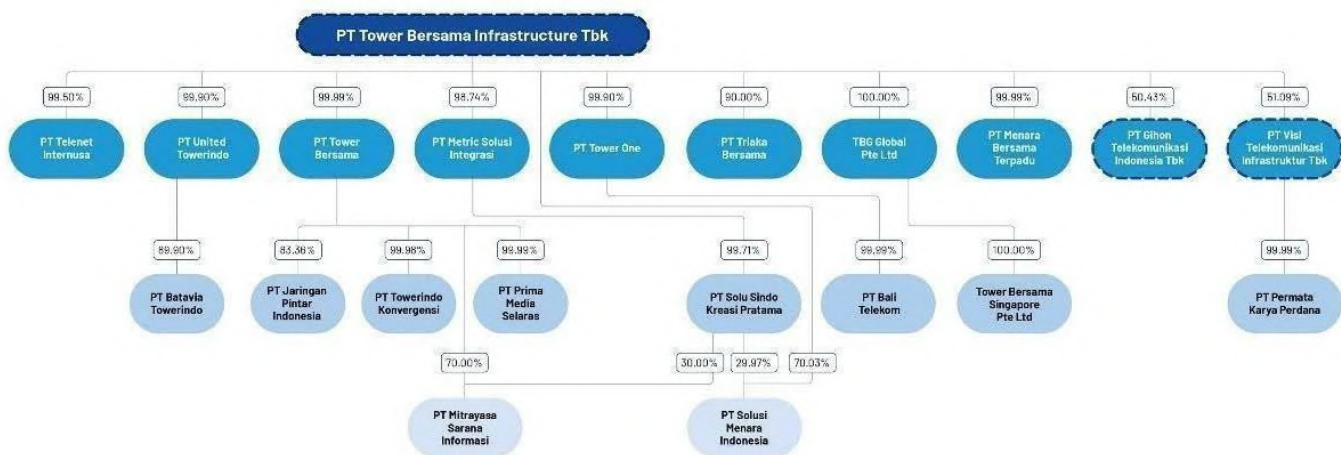 PT Tower Bersama Infrastructure Tbk
99.50%
99.90%
99.99%
98.74%
99.90%
90.00%
100.00%
99.99%
50.43%
51.09%
PT Telenet
Internusa
PT United
Towerindo
PT Tower
Bersama
PT Metric Solusi
Integrasi
PT Tower One
PT Triaka
Bersama
TBG Global
Pte Ltd
PT Menara
Bersama
Terpadu
PT Gihon
Telekomunikasi
Indonesia Tbk
PT Visi
Telekomunikasi
Infrastruktur Tbk
89.90%
83.36%
99.98%
99.99%
99.71%
99.99%
100.00%
99.99%
PT Batavia
Towerindo
PT Jaringan
Pintar
Indonesia
PT Towerindo
Konvergensi
PT Prima
Media
Selaras
PT Solu Sindo
Kreasi Pratama
PT Bali
Telekom
Tower Bersama
Singapore
Pte Ltd
PT Permata
Karya Perdana
70.00%
30.00%
29.97%
70.03%
PT Mitrayasa
Sarana
Informasi
PT Solusi
Menara
Indonesia